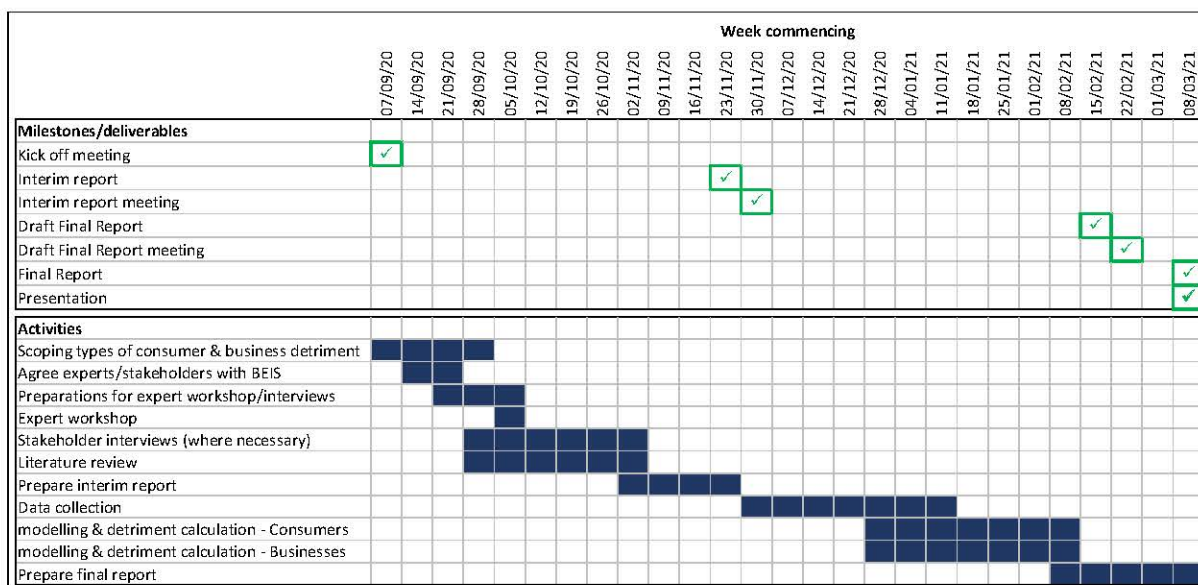 Week commencing
07/09/20 14/09/20 21/09/20 28/09/20 05/10/20 12/10/20 19/10/20 26/10/20 02/11/20 09/11/20 16/11/20 23/11/20 30/11/20 07/12/20 14/12/20 21/12/20 28/12/20 04/01/21 11/01/21 18/01/21 25/01/21 01/02/21 08/02/21 15/02/21 22/02/21 01/03/21 08/03/21
Milestones/deliverables
Kick off meeting
Interim report
Interim report meeting
Draft Final Report
Draft Final Report meeting
Final Report
Presentation
Activities
Scoping types of consumer & business detriment
Agree experts/stakeholders with BEIS
Preparations for expert workshop/interviews
Expert workshop
Stakeholder interviews (where necessary)
Literature review
Prepare interim report
Data collection
modelling & detriment calculation - Consumers
modelling & detriment calculation - Businesses
Prepare final report